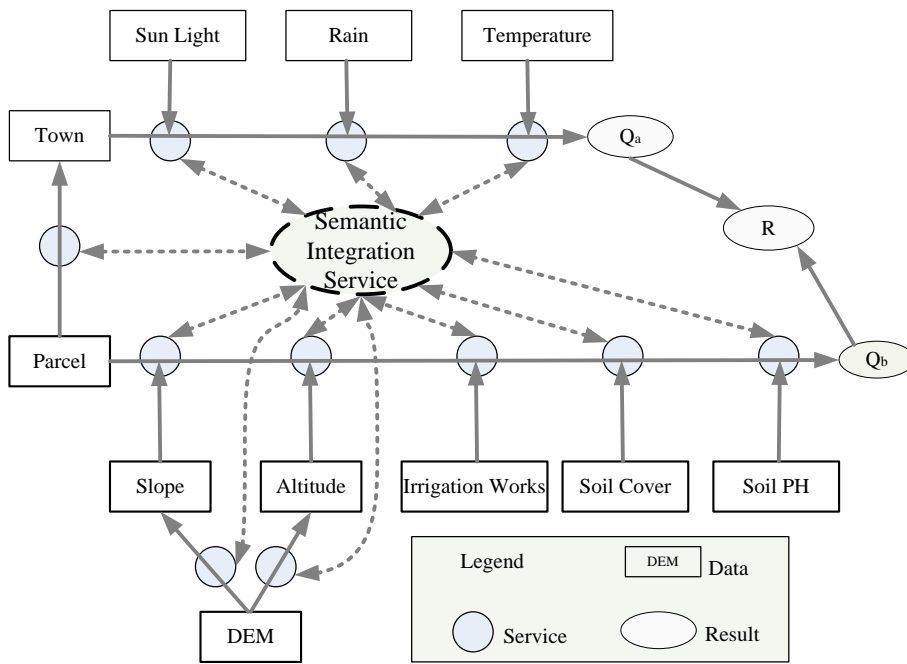 Sun Light
Rain
Temperature
Town
Qa
Semantic
Integration
Service
R
Parcel
Qb
Slope
Altitude
Irrigation Works
Soil Cover
Soil PH
Legend
DEM
Data
DEM
Service
Result